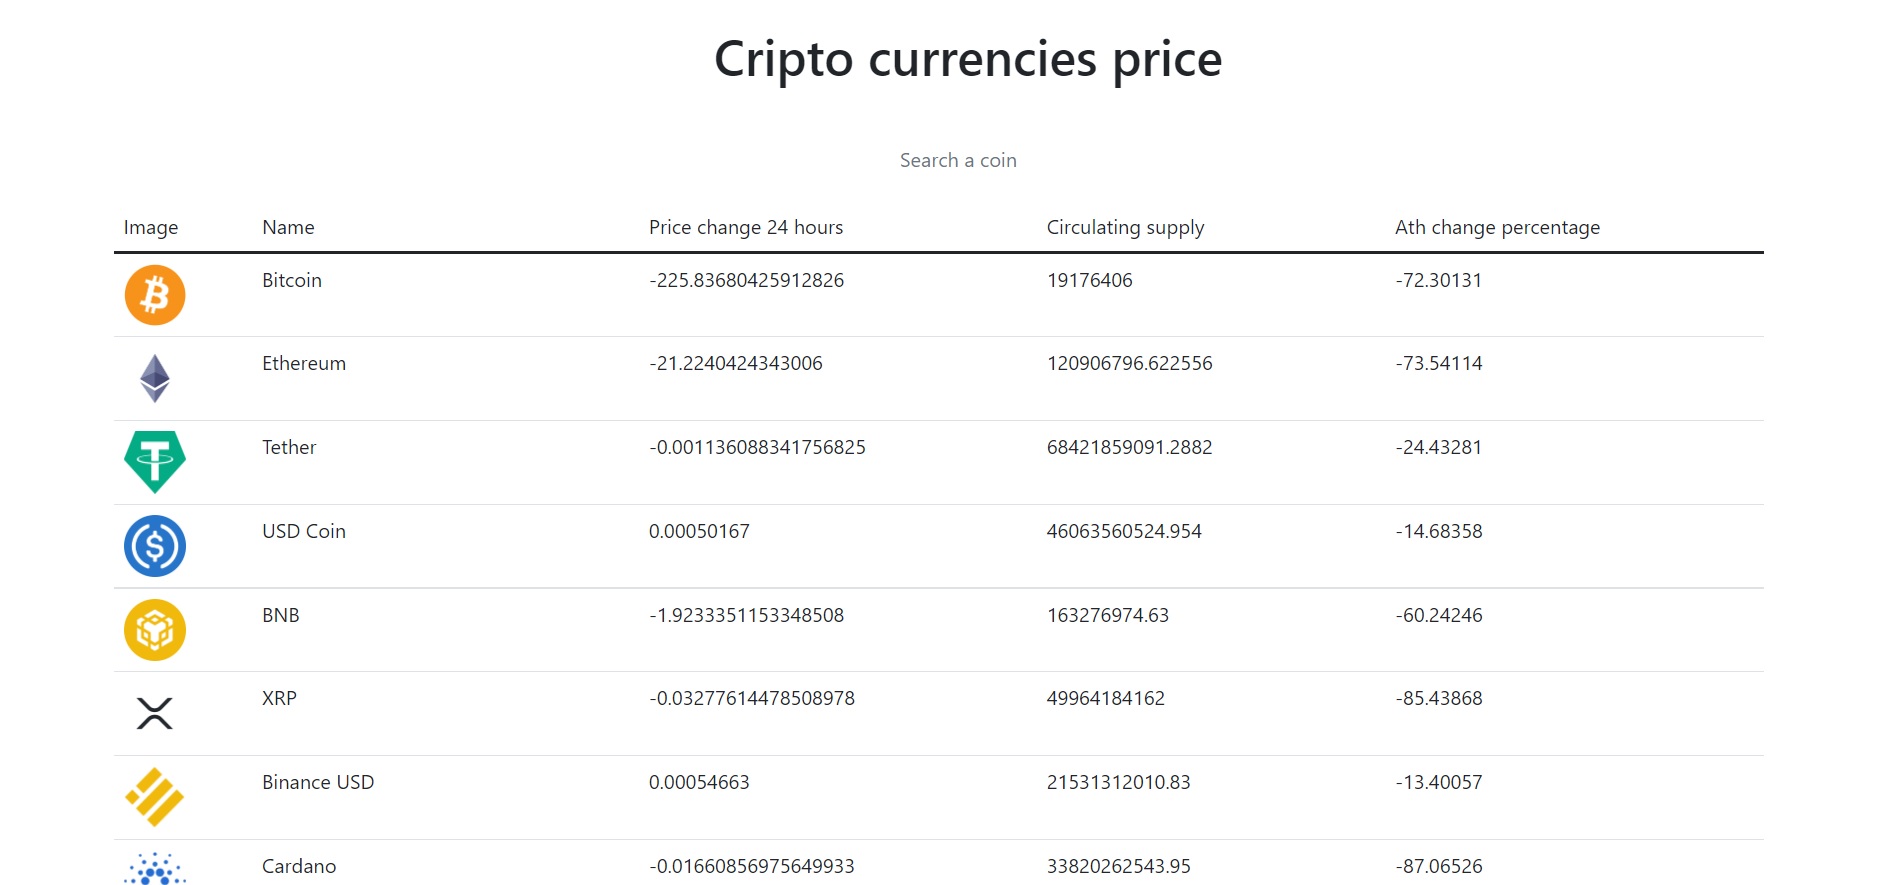 Cripto currencies price
Search a coin
Image Name Price change 24 hours Circulating supply Ath change percentage
Bitcoin -225.83680425912826 19176406 -72.30131
Ethereum -21.2240424343006 120906796.622556 -73.54114
Tether -0.001136088341756825 68421859091.2882 -24.43281
USD Coin 0.00050167 46063560524.954 -14.68358
BNB -1.9233351153348508 163276974.63 -60.24246
XRP -0.03277614478508978 49964184162 -85.43868
Binance USD 0.00054663 21531312010.83 -13.40057
Cardano -0.01660856975649933 33820262543.95 -87.06526